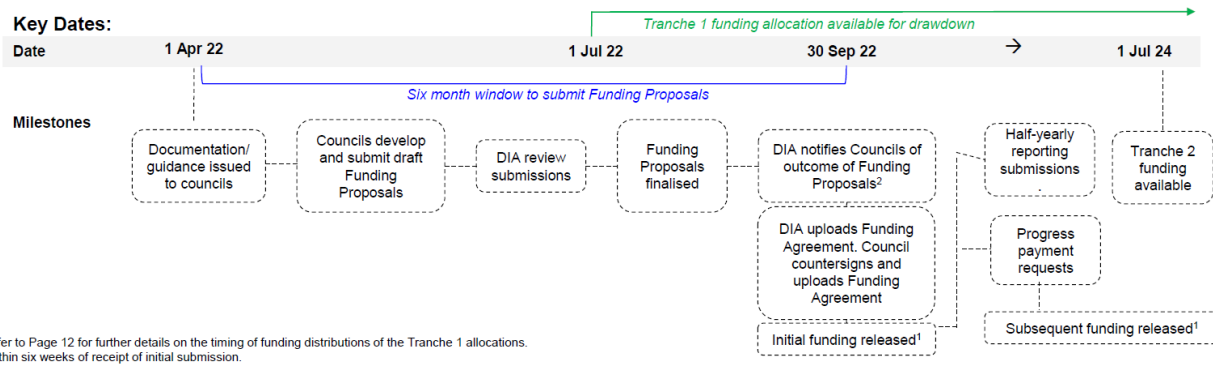 Key Dates:
Tranche 1 funding allocation available for drawdown
Date
1 Apr 22
1 Jul 22
30 Sep 22
→
1 Jul 24
Six month window to submit Funding Proposals
Milestones
Documentation/
guidance issued
to councils
Councils develop
and submit draft
Funding
Proposals
DIA review
submissions
Funding
Proposals
finalised
DIA notifies Councils of
outcome of Funding
Proposals²
DIA uploads Funding
Agreement. Council
countersigns and
uploads Funding
Agreement
Initial funding released¹
Half-yearly
reporting
submissions
.
Progress
payment
requests
Subsequent funding released¹
Tranche 2
funding
available
fer to Page 12 for further details on the timing of funding distributions of the Tranche 1 allocations.
thin six weeks of receipt of initial submission.